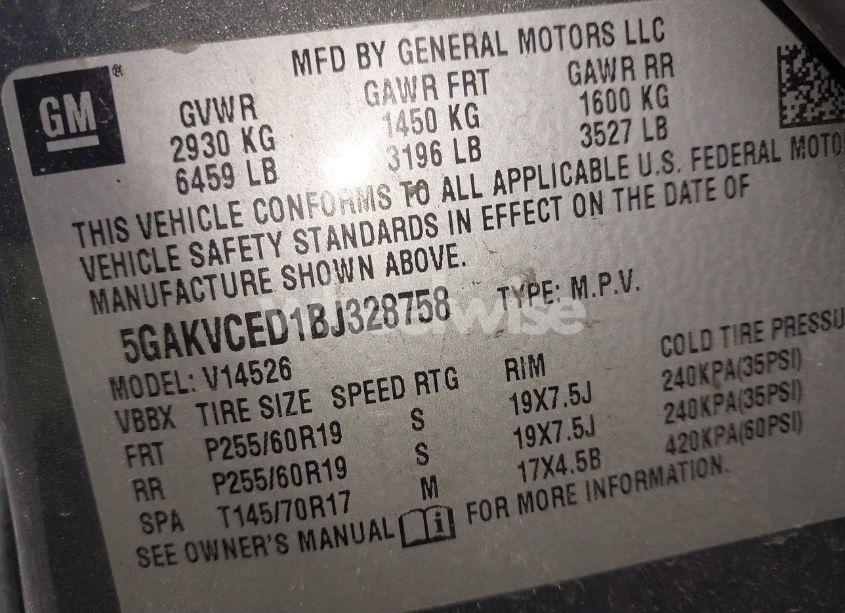 MFD BY GENERAL MOTORS LLC
GM®
GVWR GAWR FRT GAWR RR
2930 KG 1450 KG 1600 KG
6459 LB 3196 LB 3527 LB
THIS VEHICLE CONFORMS TO ALL APPLICABLE U.S. FEDERAL MOTO
VEHICLE SAFETY STANDARDS IN EFFECT ON THE DATE OF
MANUFACTURE SHOWN ABOVE.
5GAKVCED1BJ328758 TYPE: M.P.V.
MODEL: V14526
VBBX TIRE SIZE SPEED RTG RIM COLD TIRE PRESSU
FRT P255/60R19 S 19X7.5J 240KPA(35PSI)
RR P255/60R19 S 19X7.5J 240KPA(35PSI)
SPA T145/70R17 M 17X4.5B 420KPA(60PSI)
SEE OWNER'S MANUAL FOR MORE INFORMATION.